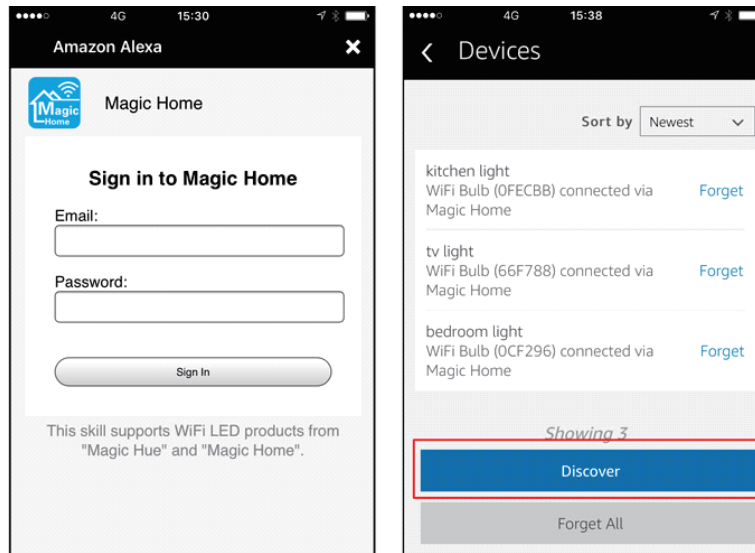 4G 15:30
Amazon Alexa
Magic Home
Magic
Home
Sign in to Magic Home
Email:
Password:
Sign In
This skill supports WiFi LED products from
"Magic Hue" and "Magic Home".
4G 15:38
Devices
Sort by Newest
kitchen light
WiFi Bulb (0FECBB) connected via
Magic Home
Forget
tv light
WiFi Bulb (66F788) connected via
Magic Home
Forget
bedroom light
WiFi Bulb (0CF296) connected via
Magic Home
Forget
Showing 3
Discover
Forget All